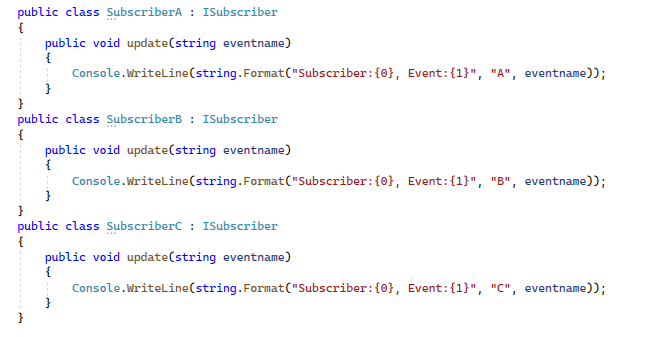 public class SubscriberA : ISubscriber
{
    public void update(string eventname)
    {
        Console.WriteLine(string.Format("Subscriber:{0}, Event:{1}", "A", eventname));
    }
}
public class SubscriberB : ISubscriber
{
    public void update(string eventname)
    {
        Console.WriteLine(string.Format("Subscriber:{0}, Event:{1}", "B", eventname));
    }
}
public class SubscriberC : ISubscriber
{
    public void update(string eventname)
    {
        Console.WriteLine(string.Format("Subscriber:{0}, Event:{1}", "C", eventname));
    }
}